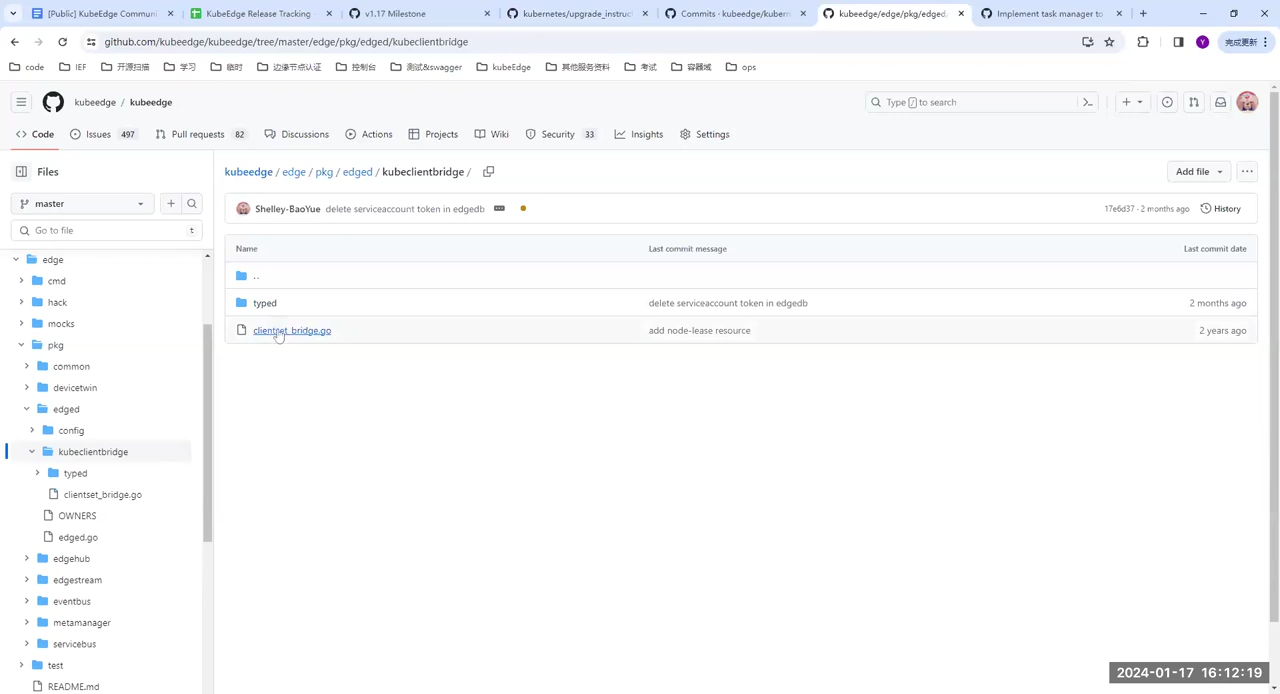 [Public] KubeEdge Communi
KubeEdge Release Tracking
v1.17 Milestone
kubernetes/upgrade_instruct
Commits · kubeedge/kubern
kubeedge/edge/pkg/edged/
Implement task manager to
github.com/kubeedge/kubeedge/tree/master/edge/pkg/edged/kubeclientbridge
完成更新
code
IEF
开源扫描
学习
临时
边缘节点认证
控制台
测试&swagger
kubeedge
其他服务资料
考试
容器域
ops
kubeedge / kubeedge
Type / to search
Code
Issues 497
Pull requests 82
Discussions
Actions
Projects
Wiki
Security 33
Insights
Settings
Files
master
Go to file t
edge
cmd
hack
mocks
pkg
common
devicetwin
edged
config
kubeclientbridge
typed
clientset_bridge.go
OWNERS
edged.go
edgehub
edgestream
eventbus
metamanager
servicebus
test
README.md
kubeedge / edge / pkg / edged / kubeclientbridge /
Add file
Shelley-BaoYue delete serviceaccount token in edgedb
17e6d37 · 2 months ago
History
Name Last commit message Last commit date
..
typed delete serviceaccount token in edgedb 2 months ago
clientset_bridge.go add node-lease resource 2 years ago
2024-01-17 16:12:19